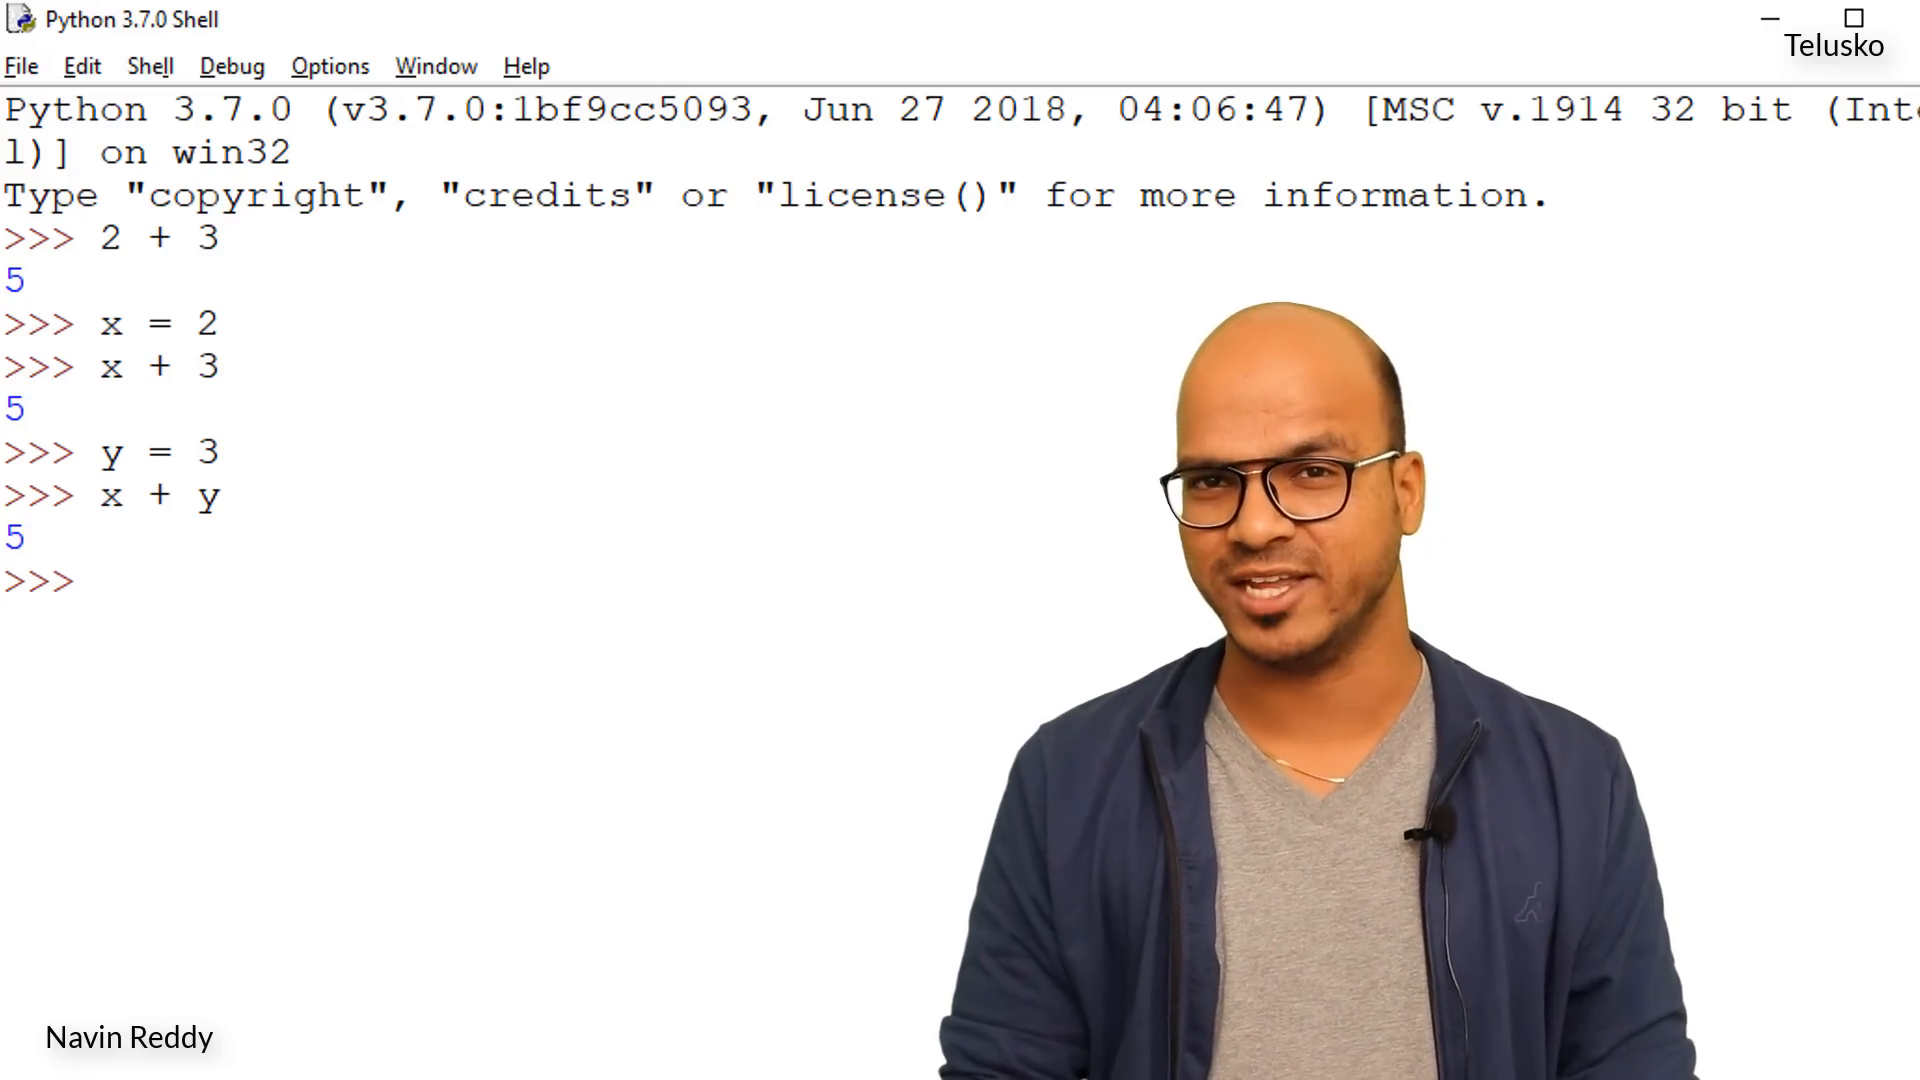 Python 3.7.0 Shell
Telusko
File Edit Shell Debug Options Window Help
Python 3.7.0 (v3.7.0:1bf9cc5093, Jun 27 2018, 04:06:47) [MSC v.1914 32 bit (Inte
l)] on win32
Type "copyright", "credits" or "license()" for more information.
>>> 2 + 3
5
>>> x = 2
>>> x + 3
5
>>> y = 3
>>> x + y
5
>>>
Navin Reddy